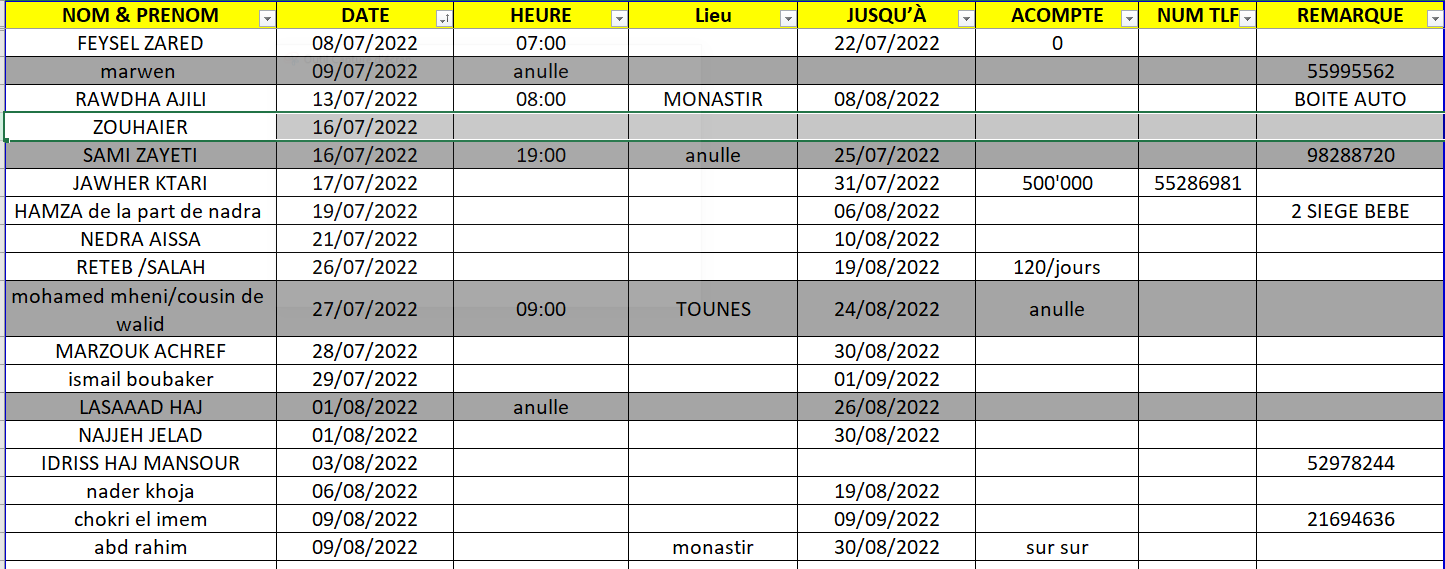 NOM & PRENOM DATE HEURE Lieu JUSQU’À ACOMPTE NUM TLF REMARQUE
FEYSEL ZARED 08/07/2022 07:00 22/07/2022 0
marwen 09/07/2022 anulle 55995562
RAWDHA AJILI 13/07/2022 08:00 MONASTIR 08/08/2022 BOITE AUTO
ZOUHAIER 16/07/2022
SAMI ZAYETI 16/07/2022 19:00 anulle 25/07/2022 98288720
JAWHER KTARI 17/07/2022 31/07/2022 500'000 55286981
HAMZA de la part de nadra 19/07/2022 06/08/2022 2 SIEGE BEBE
NEDRA AISSA 21/07/2022 10/08/2022
RETEB /SALAH 26/07/2022 19/08/2022 120/jours
mohamed mheni/cousin de
walid 27/07/2022 09:00 TOUNES 24/08/2022 anulle
MARZOUK ACHREF 28/07/2022 30/08/2022
ismail boubaker 29/07/2022 01/09/2022
LASAAAD HAJ 01/08/2022 anulle 26/08/2022
NAJJEH JELAD 01/08/2022 30/08/2022
IDRISS HAJ MANSOUR 03/08/2022 52978244
nader khoja 06/08/2022 19/08/2022
chokri el imem 09/08/2022 09/09/2022 21694636
abd rahim 09/08/2022 monastir 30/08/2022 sur sur